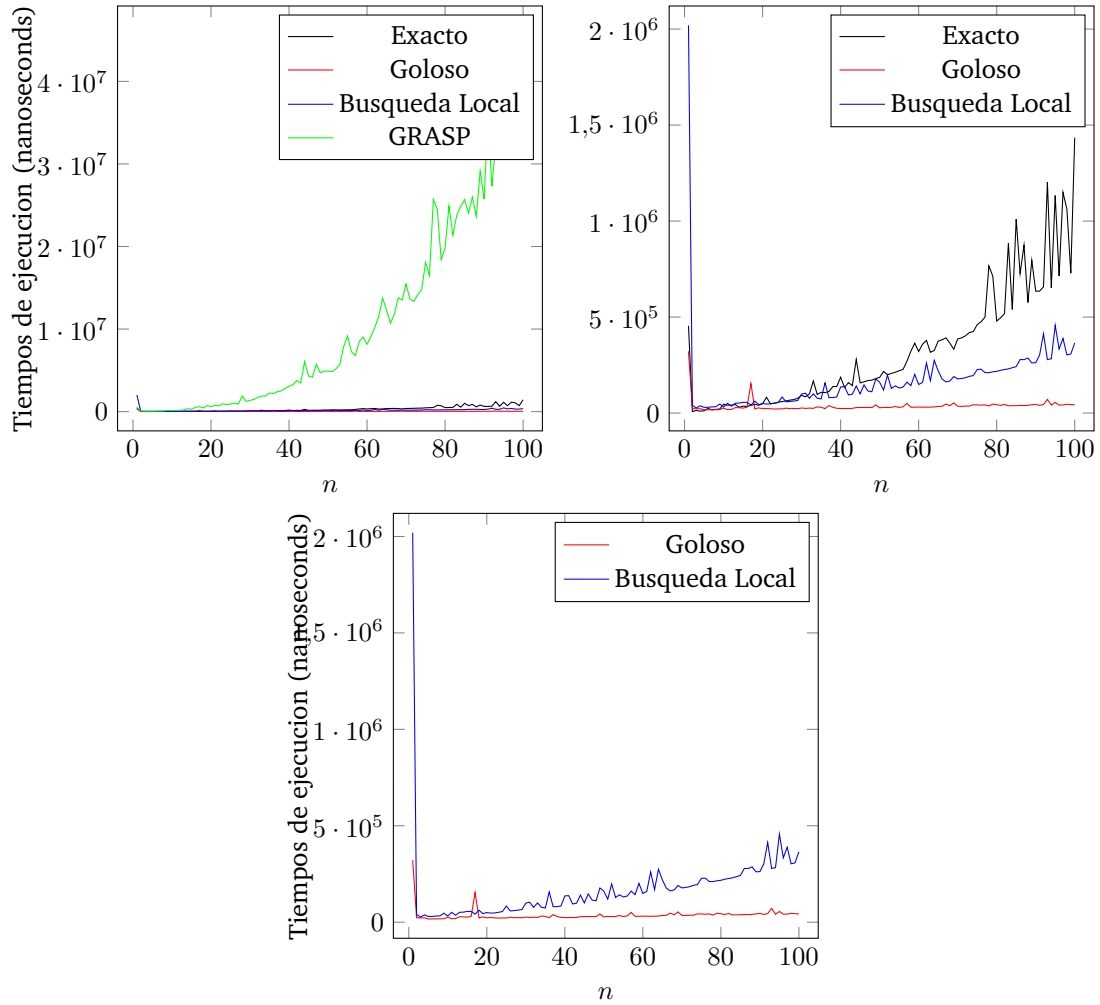 Tiempos de ejecucion (nanoseconds)
4 · 10^7
3 · 10^7
2 · 10^7
1 · 10^7
0
0 20 40 60 80 100
n
Exacto
Goloso
Busqueda Local
GRASP
2 · 10^6
1,5 · 10^6
1 · 10^6
5 · 10^5
0
0 20 40 60 80 100
n
Exacto
Goloso
Busqueda Local
Tiempos de ejecucion (nanoseconds)
2 · 10^6
1,5 · 10^6
1 · 10^6
5 · 10^5
0
0 20 40 60 80 100
n
Goloso
Busqueda Local